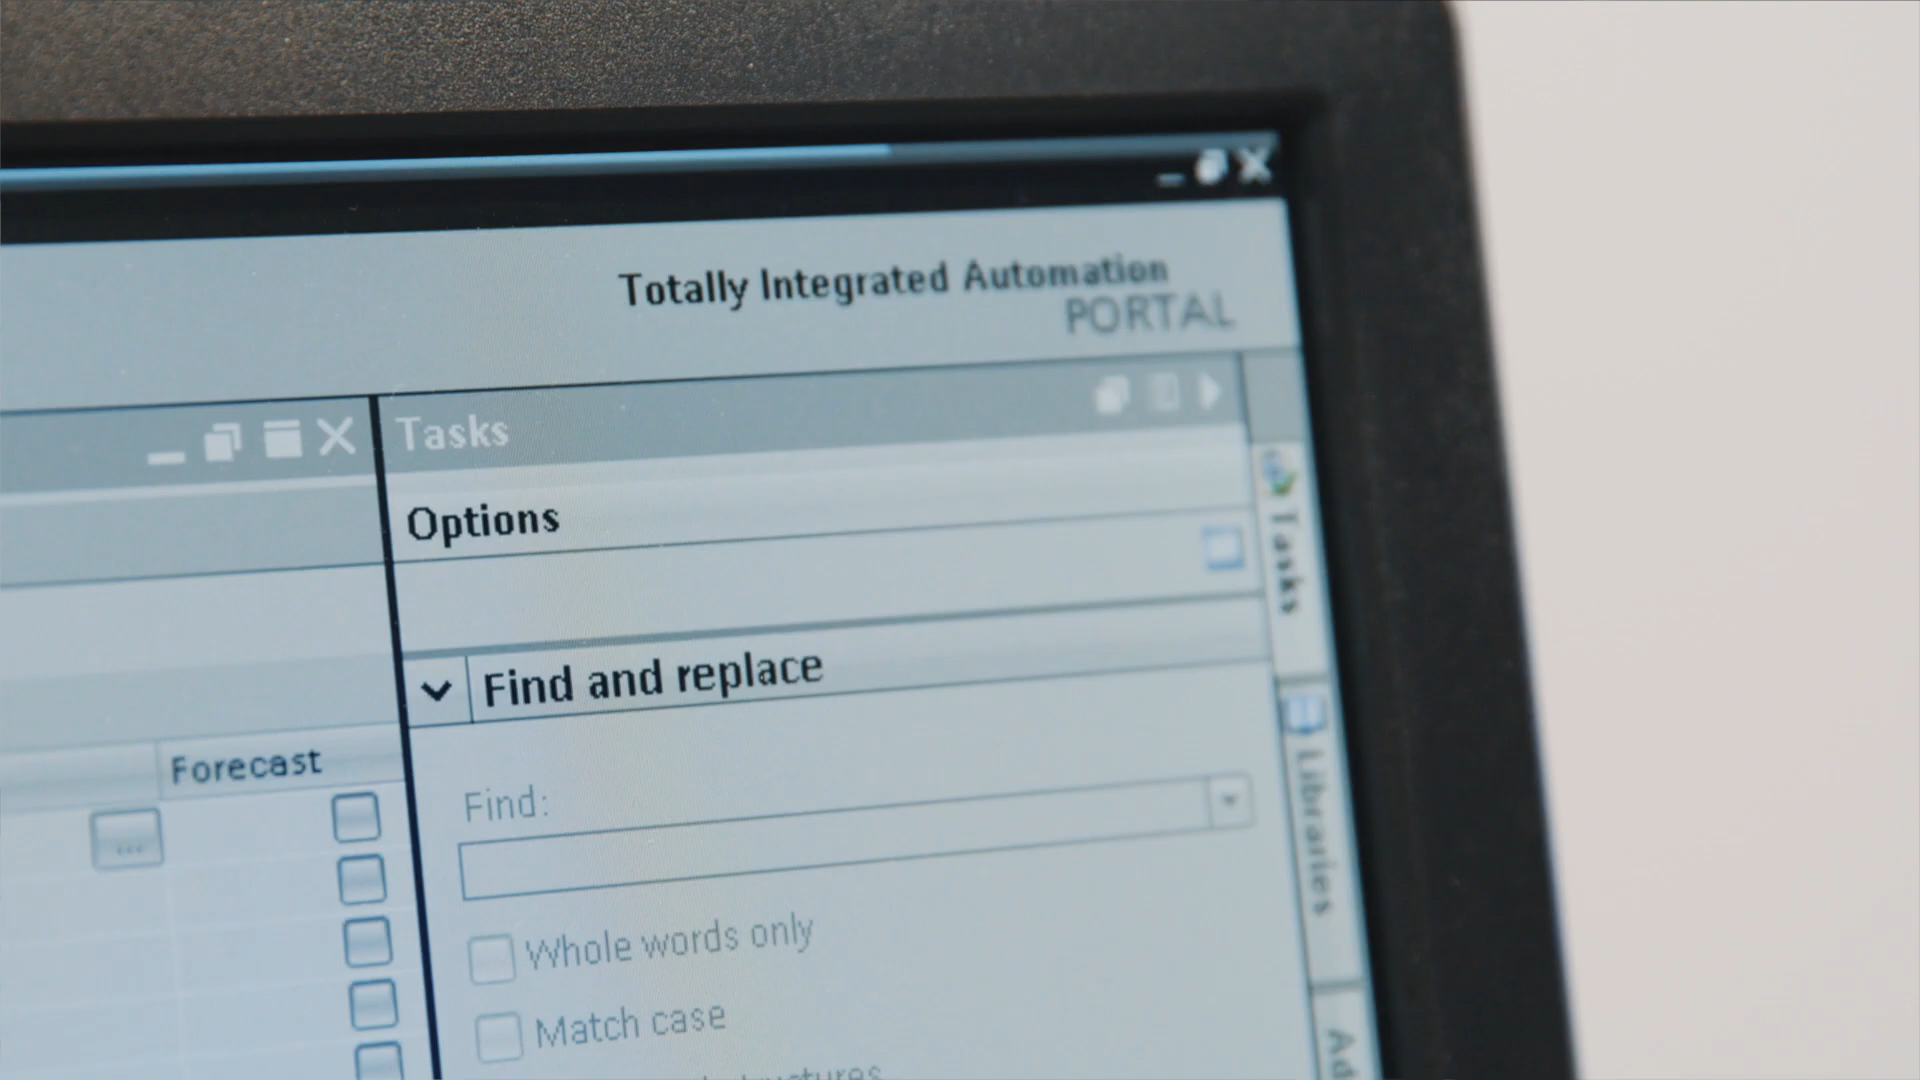 Totally Integrated Automation
PORTAL
Tasks
Options
Find and replace
Forecast
Find:
...
Whole words only
Match case
Tasks
Libraries